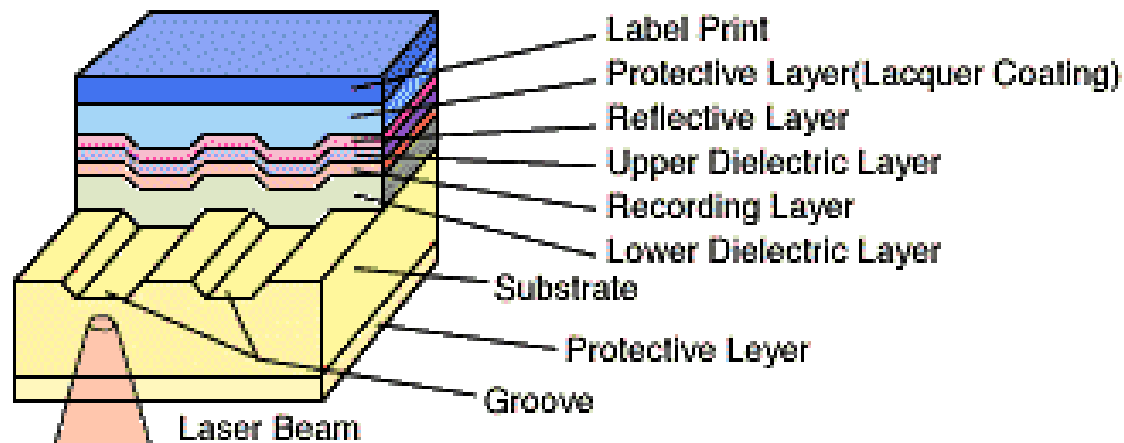 Label Print
Protective Layer(Lacquer Coating)
Reflective Layer
Upper Dielectric Layer
Recording Layer
Lower Dielectric Layer
Substrate
Protective Leyer
Groove
Laser Beam